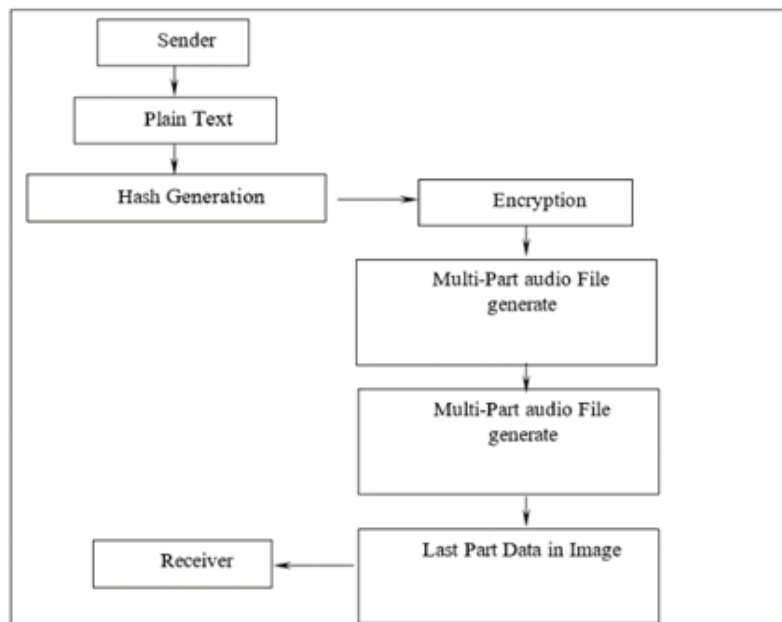 Sender
Plain Text
Hash Generation
Encryption
Multi-Part audio File
generate
Multi-Part audio File
generate
Last Part Data in Image
Receiver